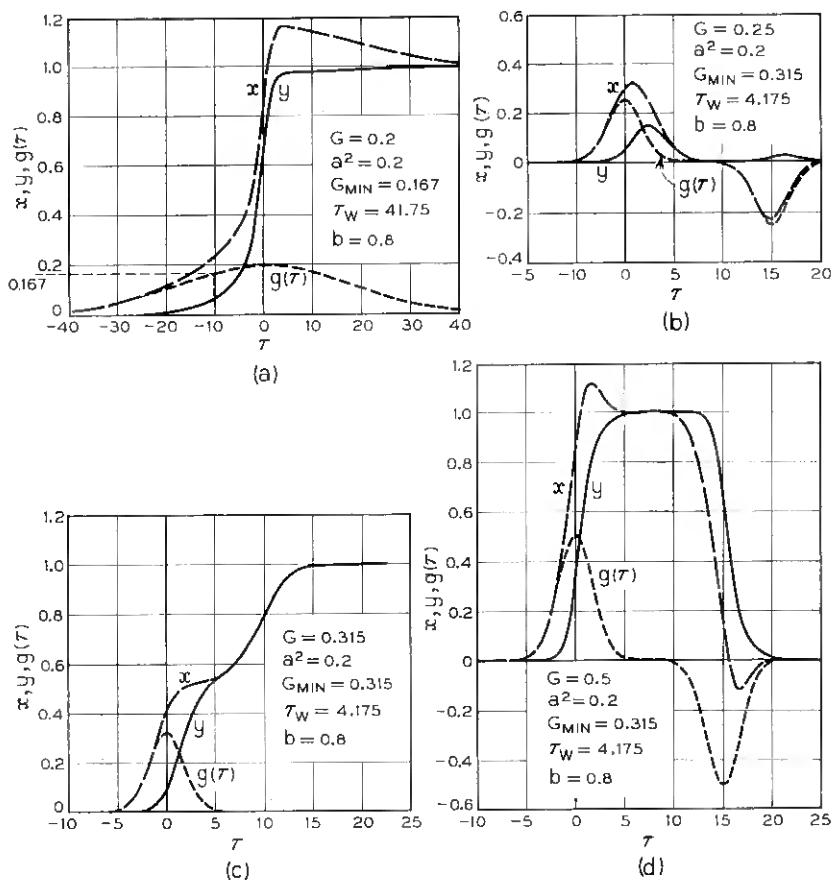 1.2
1.0
0.8
0.6
0.4
0.2
0.167
0
x, y, g(τ)
x
y
g(τ)
G = 0.2
a² = 0.2
G_MIN = 0.167
τ_W = 41.75
b = 0.8
-40 -30 -20 -10 0 10 20 30 40
τ
(a)
0.6
0.4
0.2
0
-0.2
-0.4
x, y, g(τ)
x
y
g(τ)
G = 0.25
a² = 0.2
G_MIN = 0.315
τ_W = 4.175
b = 0.8
-5 -10 -5 0 5 10 15 20
τ
(b)
1.2
1.0
0.8
0.6
0.4
0.2
0
x, y, g(τ)
x
y
g(τ)
G = 0.315
a² = 0.2
G_MIN = 0.315
τ_W = 4.175
b = 0.8
-10 -5 0 5 10 15 20 25
τ
(c)
1.2
1.0
0.8
0.6
0.4
0.2
0
-0.2
-0.4
-0.6
x, y, g(τ)
x
y
g(τ)
G = 0.5
a² = 0.2
G_MIN = 0.315
τ_W = 4.175
b = 0.8
-10 -5 0 5 10 15 20 25
τ
(d)